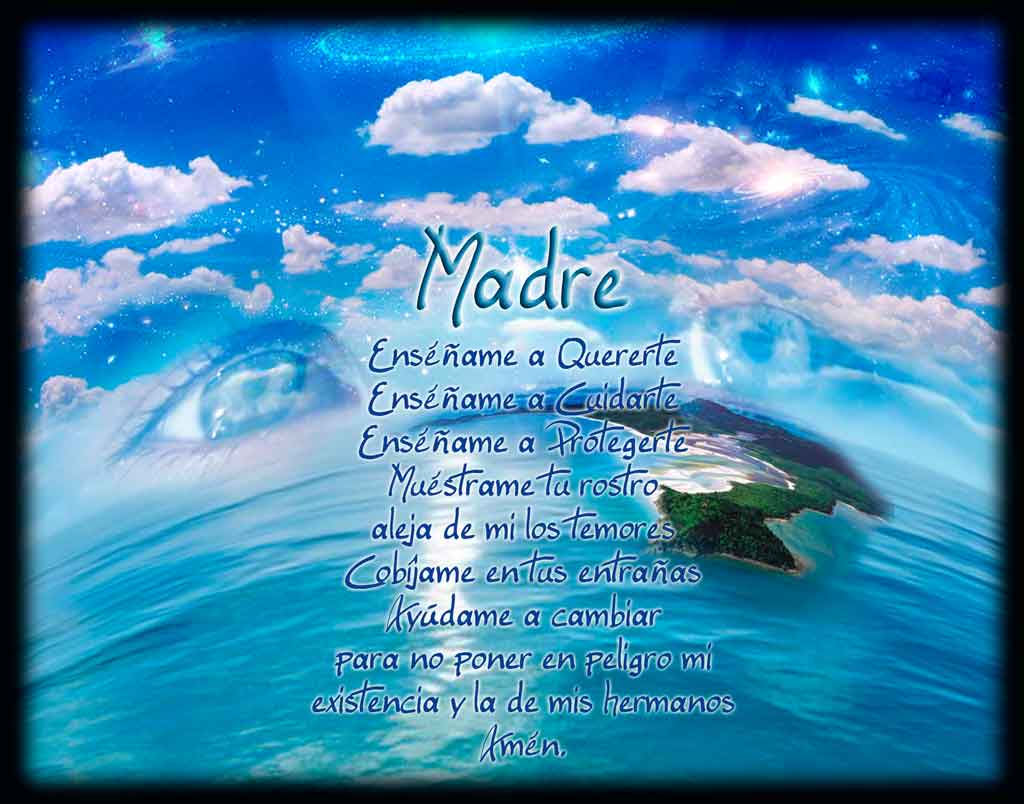 Madre
Enséñame a Quererte
Enséñame a Cuidarte
Enséñame a Protegerte
Muéstrame tu rostro
aleja de mi los temores
Cobíjame en tus entrañas
Ayúdame a cambiar
para no poner en peligro mi
existencia y la de mis hermanos
Amén.